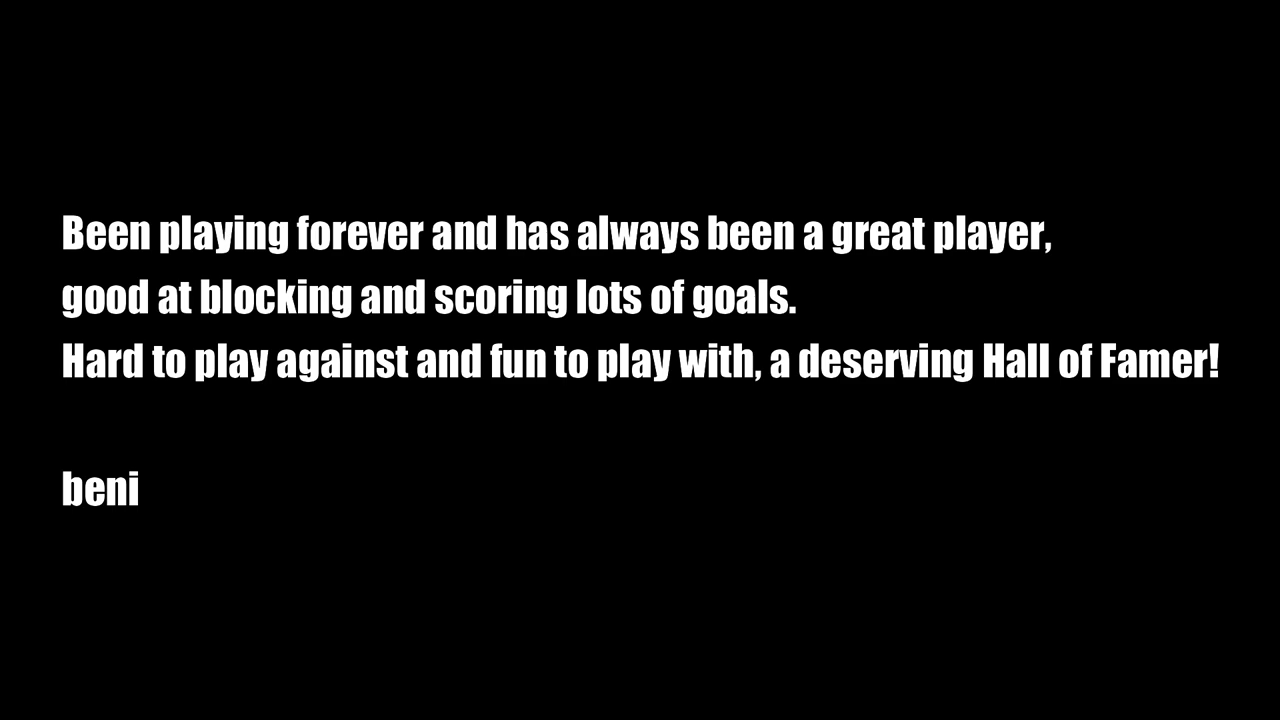 Been playing forever and has always been a great player,
good at blocking and scoring lots of goals.
Hard to play against and fun to play with, a deserving Hall of Famer!
beni